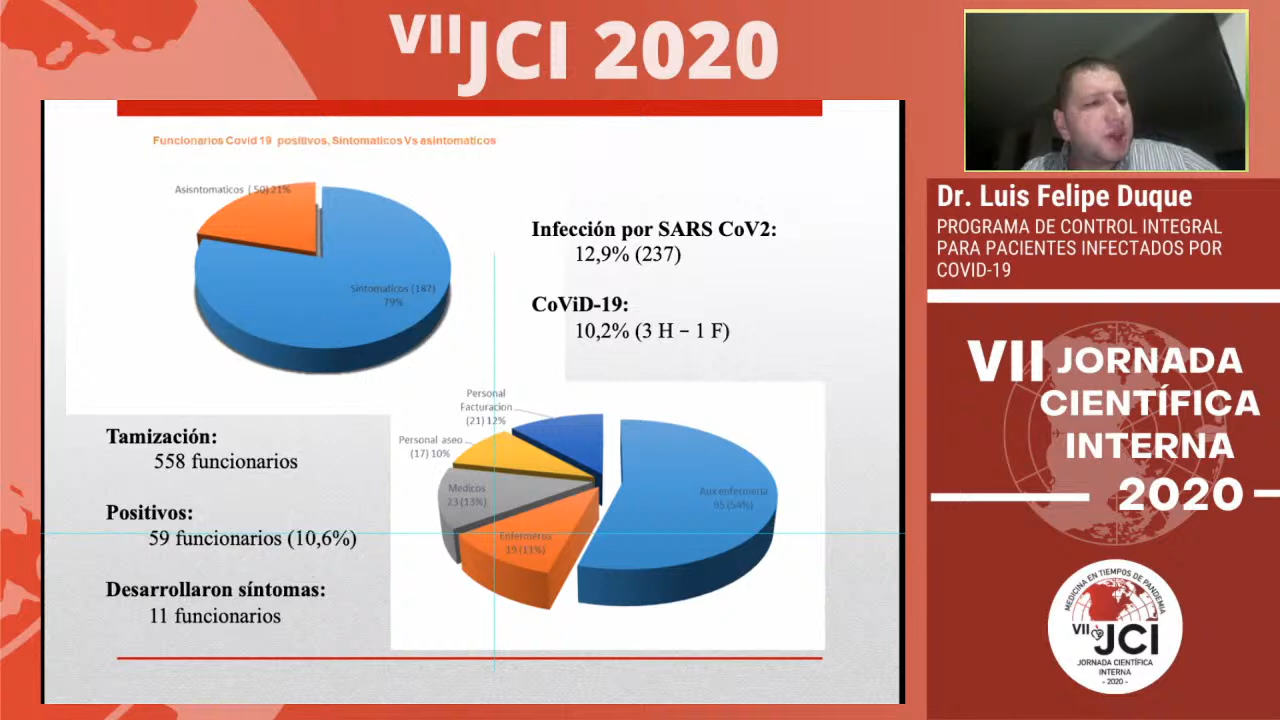 VII JCI 2020
Funcionarios Covid 19 positivos, Sintomaticos Vs asintomaticos
Asisntomaticos ( 50) 21%
Sintomaticos (187)
79%
Infección por SARS CoV2:
12,9% (237)
CoViD-19:
10,2% (3 H – 1 F)
Tamización:
558 funcionarios
Positivos:
59 funcionarios (10,6%)
Desarrollaron síntomas:
11 funcionarios
Personal
Facturacion
(21) 12%
Personal aseo
(17) 10%
Medicos
23 (13%)
Enfermeros
19 (11%)
Aux enfermeria
95 (54%)
Dr. Luis Felipe Duque
PROGRAMA DE CONTROL INTEGRAL
PARA PACIENTES INFECTADOS POR
COVID-19
VII JORNADA
CIENTÍFICA
INTERNA
2020
MEDICINA EN TIEMPOS DE PANDEMIA
VII JCI
JORNADA CIENTÍFICA
INTERNA
- 2020 -